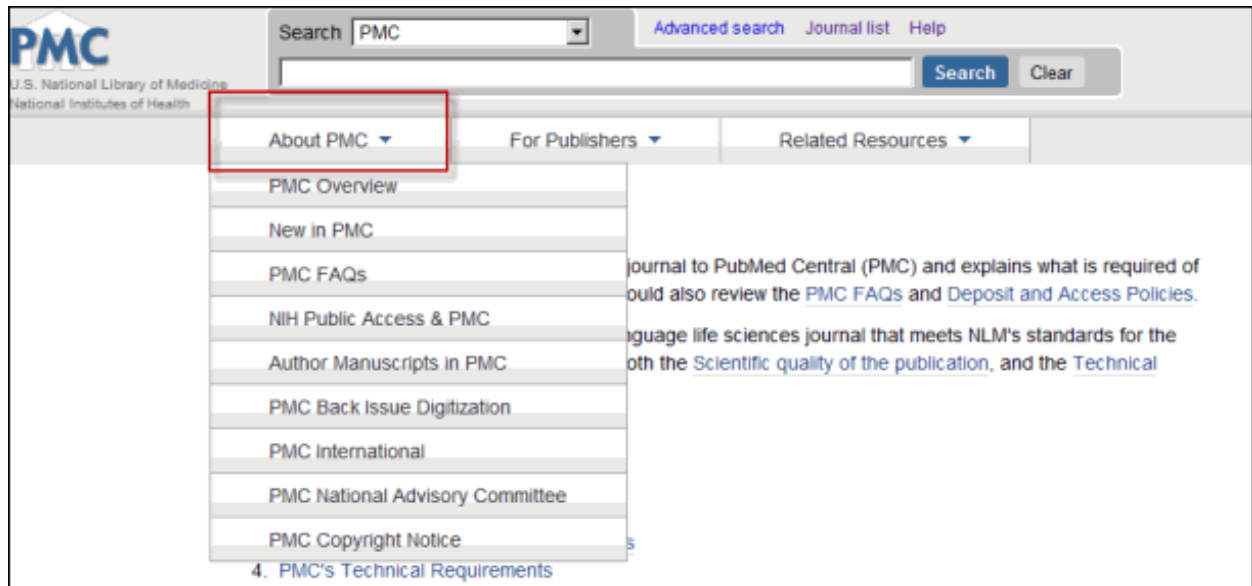 PMC
U.S. National Library of Medicine
National Institutes of Health
Search PMC
Advanced search Journal list Help
Search Clear
About PMC For Publishers Related Resources
PMC Overview
New in PMC
PMC FAQs
journal to PubMed Central (PMC) and explains what is required of
ould also review the PMC FAQs and Deposit and Access Policies.
NIH Public Access & PMC
nguage life sciences journal that meets NLM's standards for the
Author Manuscripts in PMC
oth the Scientific quality of the publication, and the Technical
PMC Back Issue Digitization
PMC International
PMC National Advisory Committee
PMC Copyright Notice
s
4. PMC's Technical Requirements